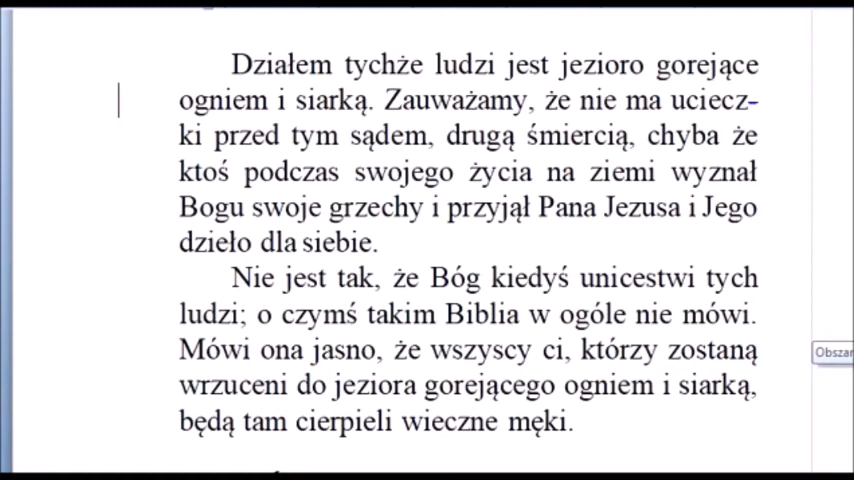 Działem tychże ludzi jest jezioro gorejące
ogniem i siarką. Zauważamy, że nie ma uciecz-
ki przed tym sądem, drugą śmiercią, chyba że
ktoś podczas swojego życia na ziemi wyznał
Bogu swoje grzechy i przyjął Pana Jezusa i Jego
dzieło dla siebie.
Nie jest tak, że Bóg kiedyś unicestwi tych
ludzi; o czymś takim Biblia w ogóle nie mówi.
Mówi ona jasno, że wszyscy ci, którzy zostaną
wrzuceni do jeziora gorejącego ogniem i siarką,
będą tam cierpieli wieczne męki.